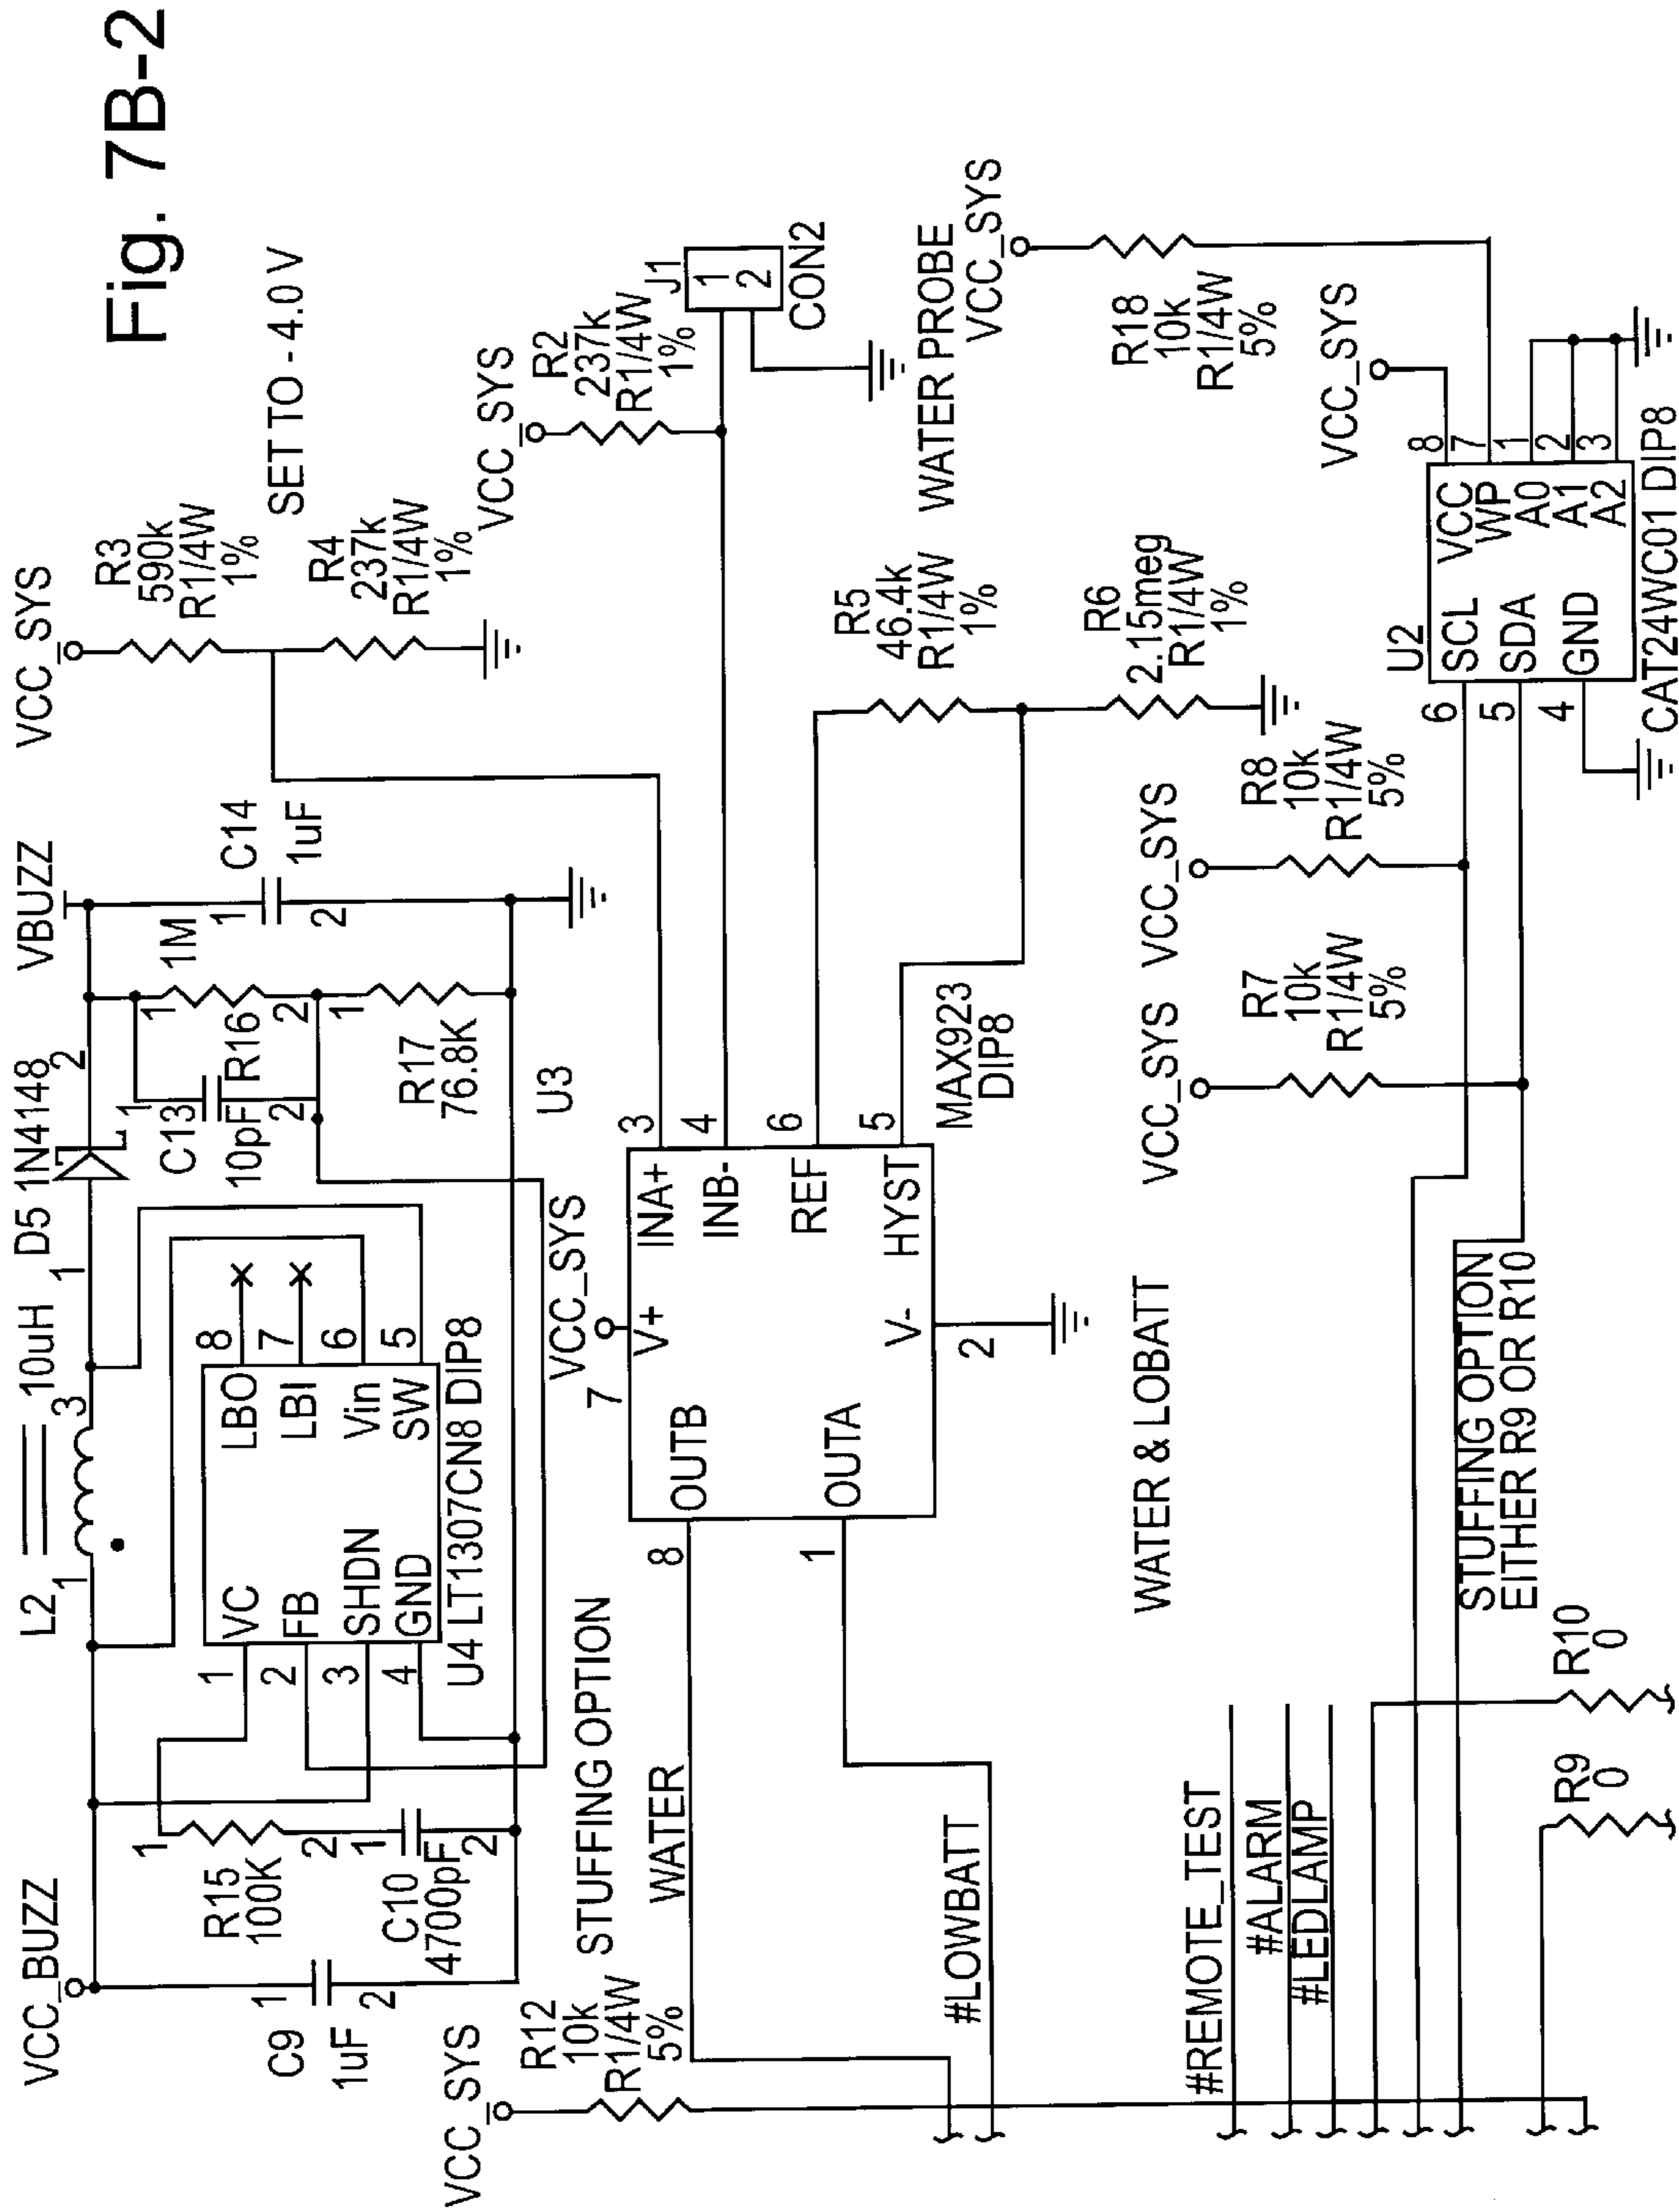 Fig. 7B-2
VCC_BUZZ
C9
1uF
1
2
R15
100K
1
2
C10
4700pF
1
2
L2
10uH
1
3
VC
FB
SHDN
GND
LBO
LBI
Vin
SW
1
2
3
4
8
7
6
5
U4 LT1307CN8 DIP8
D5 1N4148
1
2
C13
10pF
1
2
R16
1M
1
2
R17
76.8K
1
VBUZZ
C14
1uF
1
2
VCC_SYS
R3
590k
R1/4W
1%
R4
237k
R1/4W
1%
SET TO - 4.0 V
VCC_SYS
R12
10k
R1/4W
5%
STUFFING OPTION
WATER
#LOWBATT
U3
VCC_SYS
7
V+
OUTB
OUTA
INA+
INB-
REF
HYST
V-
8
1
3
4
6
5
2
MAX923
DIP8
WATER & LOBATT
VCC_SYS
R2
237k
R1/4W
1%
J1
1
2
CON2
WATER PROBE
R5
46.4k
R1/4W
1%
R6
2.15meg
R1/4W
1%
VCC_SYS
R18
10k
R1/4W
5%
VCC_SYS
R7
10k
R1/4W
5%
VCC_SYS
R8
10k
R1/4W
5%
VCC_SYS
U2
SCL
SDA
GND
VCC
WP
A0
A1
A2
6
5
4
8
7
1
2
3
CAT24WC01 DIP8
#REMOTE_TEST
#ALARM
#LEDLAMP
STUFFING OPTION
EITHER R9 OR R10
R9
0
R10
0